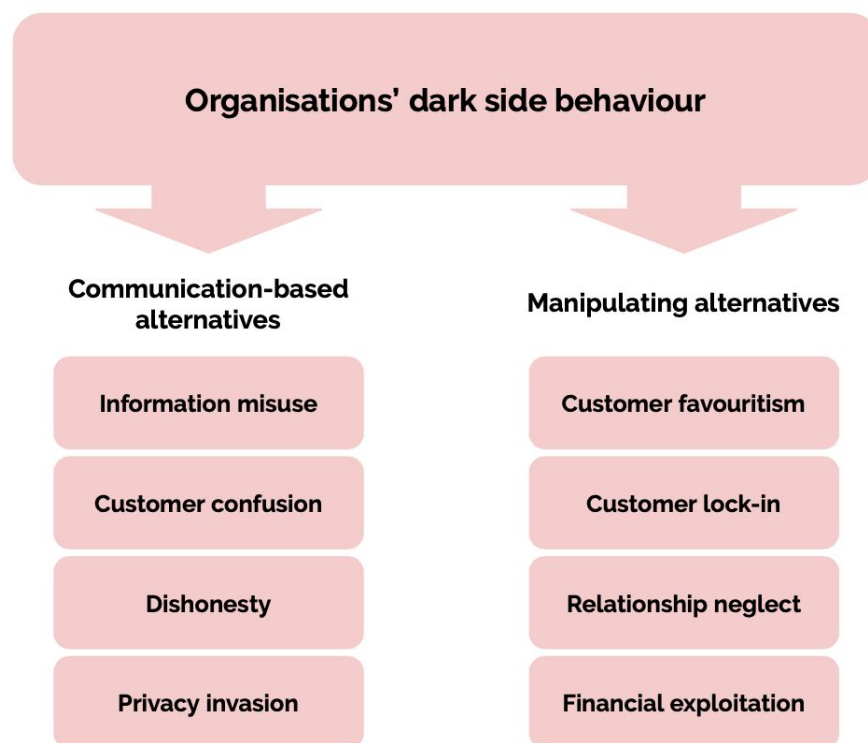 Organisations’ dark side behaviour
Communication-based
alternatives
Information misuse
Customer confusion
Dishonesty
Privacy invasion
Manipulating alternatives
Customer favouritism
Customer lock-in
Relationship neglect
Financial exploitation